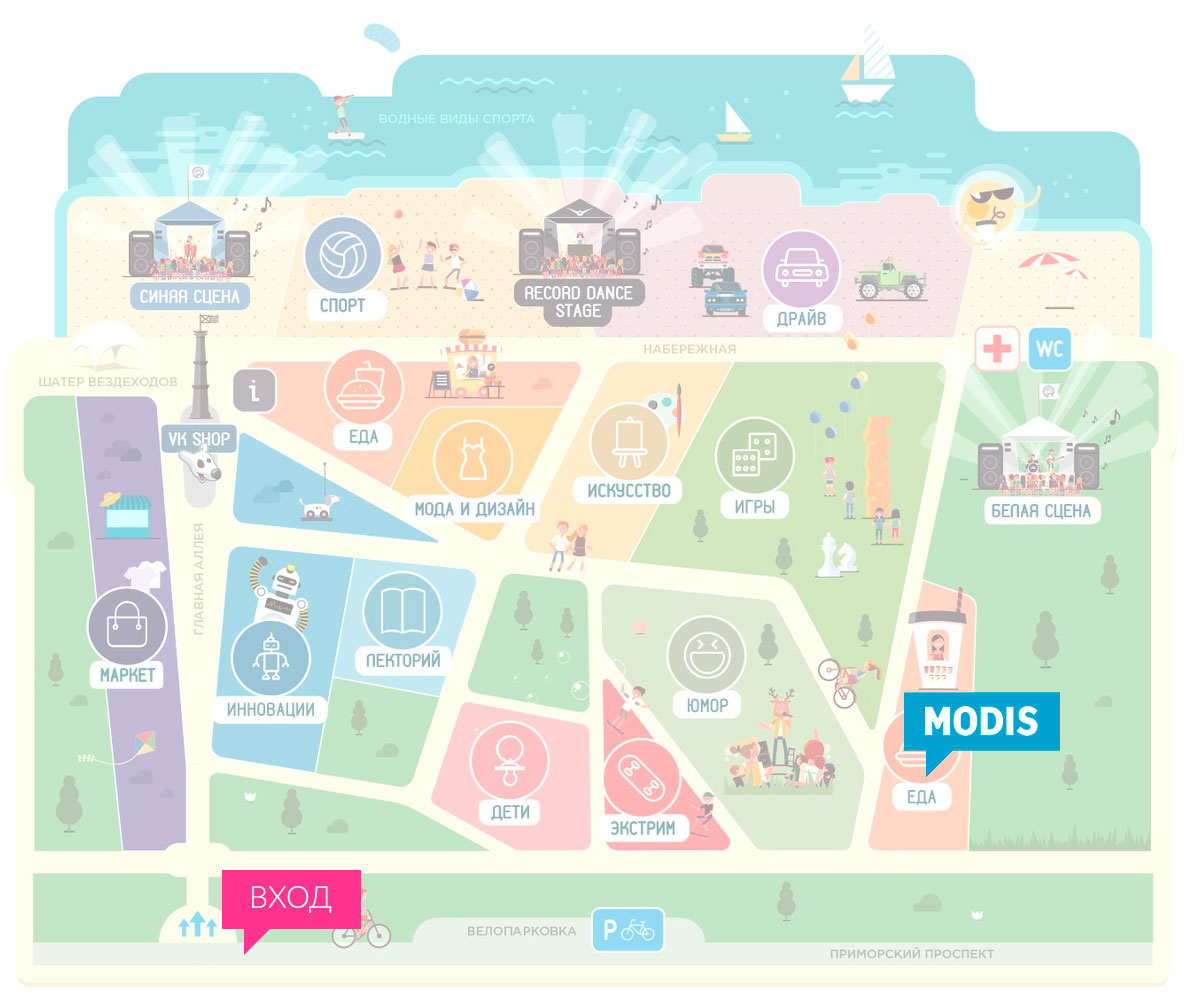 ВОДНЫЕ ВИДЫ СПОРТА
СИНЯЯ СЦЕНА
СПОРТ
RECORD DANCE
STAGE
ДРАЙВ
НАБЕРЕЖНАЯ
WC
ШАТЕР ВЕЗДЕХОДОВ
i
ЕДА
VK SHOP
МОДА И ДИЗАЙН
ИСКУССТВО
ИГРЫ
БЕЛАЯ СЦЕНА
ГЛАВНАЯ АЛЛЕЯ
МАРКЕТ
ЛЕКТОРИЙ
ИННОВАЦИИ
ЮМОР
MODIS
ЕДА
ДЕТИ
ЭКСТРИМ
ВХОД
ВЕЛОПАРКОВКА
P
ПРИМОРСКИЙ ПРОСПЕКТ